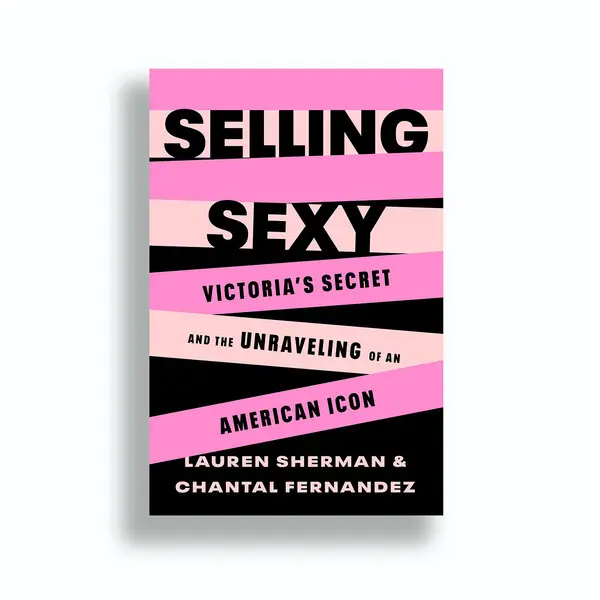 SELLING
SEXY
VICTORIA'S SECRET
AND THE UNRAVELING OF AN
AMERICAN ICON
LAUREN SHERMAN &
CHANTAL FERNANDEZ